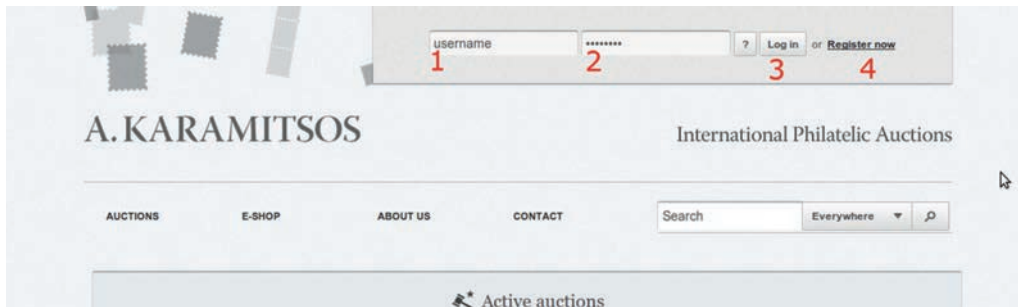 username •••••••• ? Log in or Register now
1 2 3 4
A. KARAMITSOS International Philatelic Auctions
AUCTIONS E-SHOP ABOUT US CONTACT Search Everywhere
Active auctions